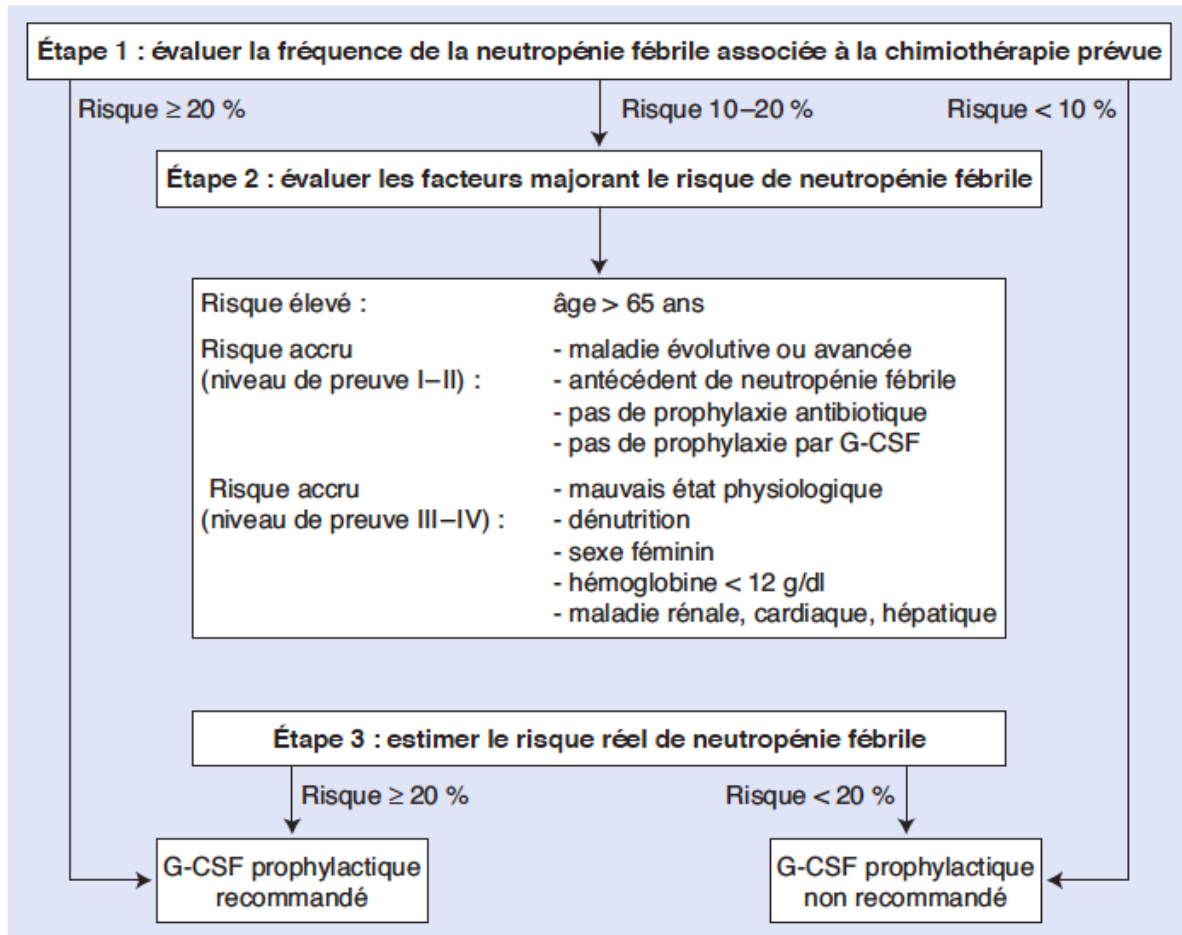 Étape 1 : évaluer la fréquence de la neutropénie fébrile associée à la chimiothérapie prévue
Risque ≥ 20 %
Risque 10–20 %
Risque < 10 %
Étape 2 : évaluer les facteurs majorant le risque de neutropénie fébrile
Risque élevé : âge > 65 ans
Risque accru - maladie évolutive ou avancée
(niveau de preuve I–II) : - antécédent de neutropénie fébrile
- pas de prophylaxie antibiotique
- pas de prophylaxie par G-CSF
Risque accru - mauvais état physiologique
(niveau de preuve III–IV) : - dénutrition
- sexe féminin
- hémoglobine < 12 g/dl
- maladie rénale, cardiaque, hépatique
Étape 3 : estimer le risque réel de neutropénie fébrile
Risque ≥ 20 %
Risque < 20 %
G-CSF prophylactique
recommandé
G-CSF prophylactique
non recommandé